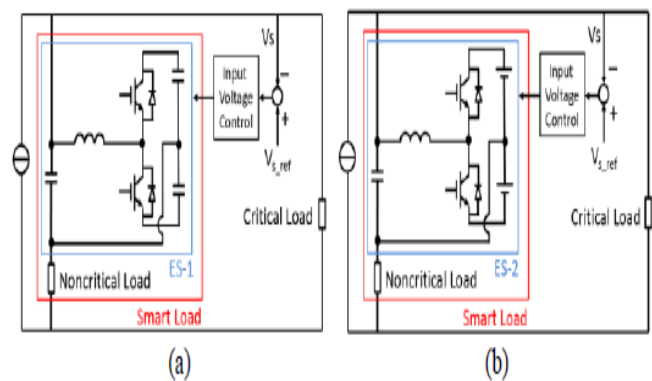 Vs
−
Input
Voltage
Control
+
Vs_ref
Critical Load
ES-1
Noncritical Load
Smart Load
(a)
Vs
−
Input
Voltage
Control
+
Vs_ref
Critical Load
ES-2
Noncritical Load
Smart Load
(b)